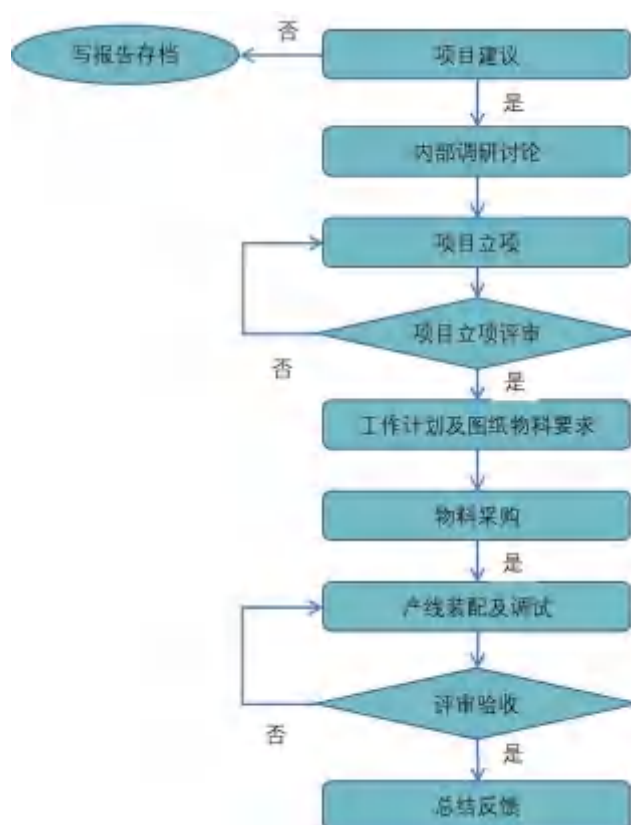 否
写报告存档
项目建议
是
内部调研讨论
项目立项
项目立项评审
否
是
工作计划及图纸物料要求
物料采购
是
产线装配及调试
评审验收
否
是
总结反馈